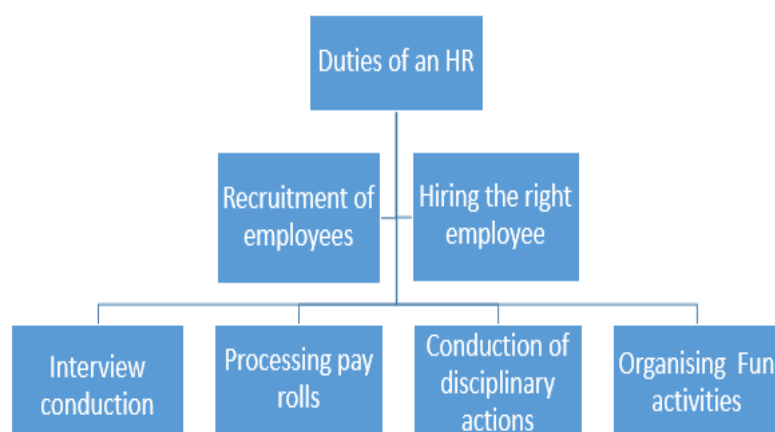 Duties of an HR
Recruitment of
employees
Hiring the right
employee
Interview
conduction
Processing pay
rolls
Conduction of
disciplinary
actions
Organising Fun
activities